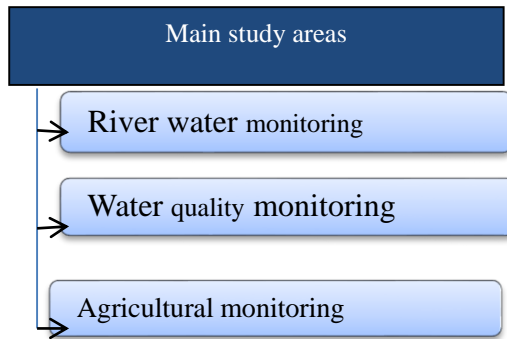 Main study areas
River water monitoring
Water quality monitoring
Agricultural monitoring